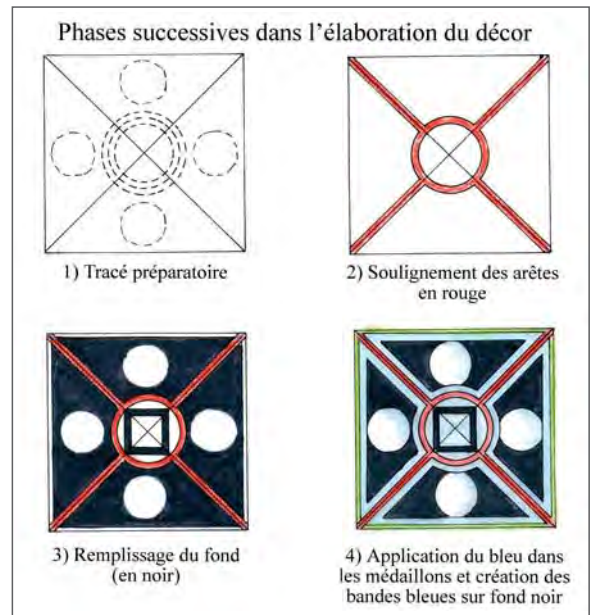 Phases successives dans l'élaboration du décor
1) Tracé préparatoire
2) Soulignement des arêtes
en rouge
3) Remplissage du fond
(en noir)
4) Application du bleu dans
les médaillons et création des
bandes bleues sur fond noir